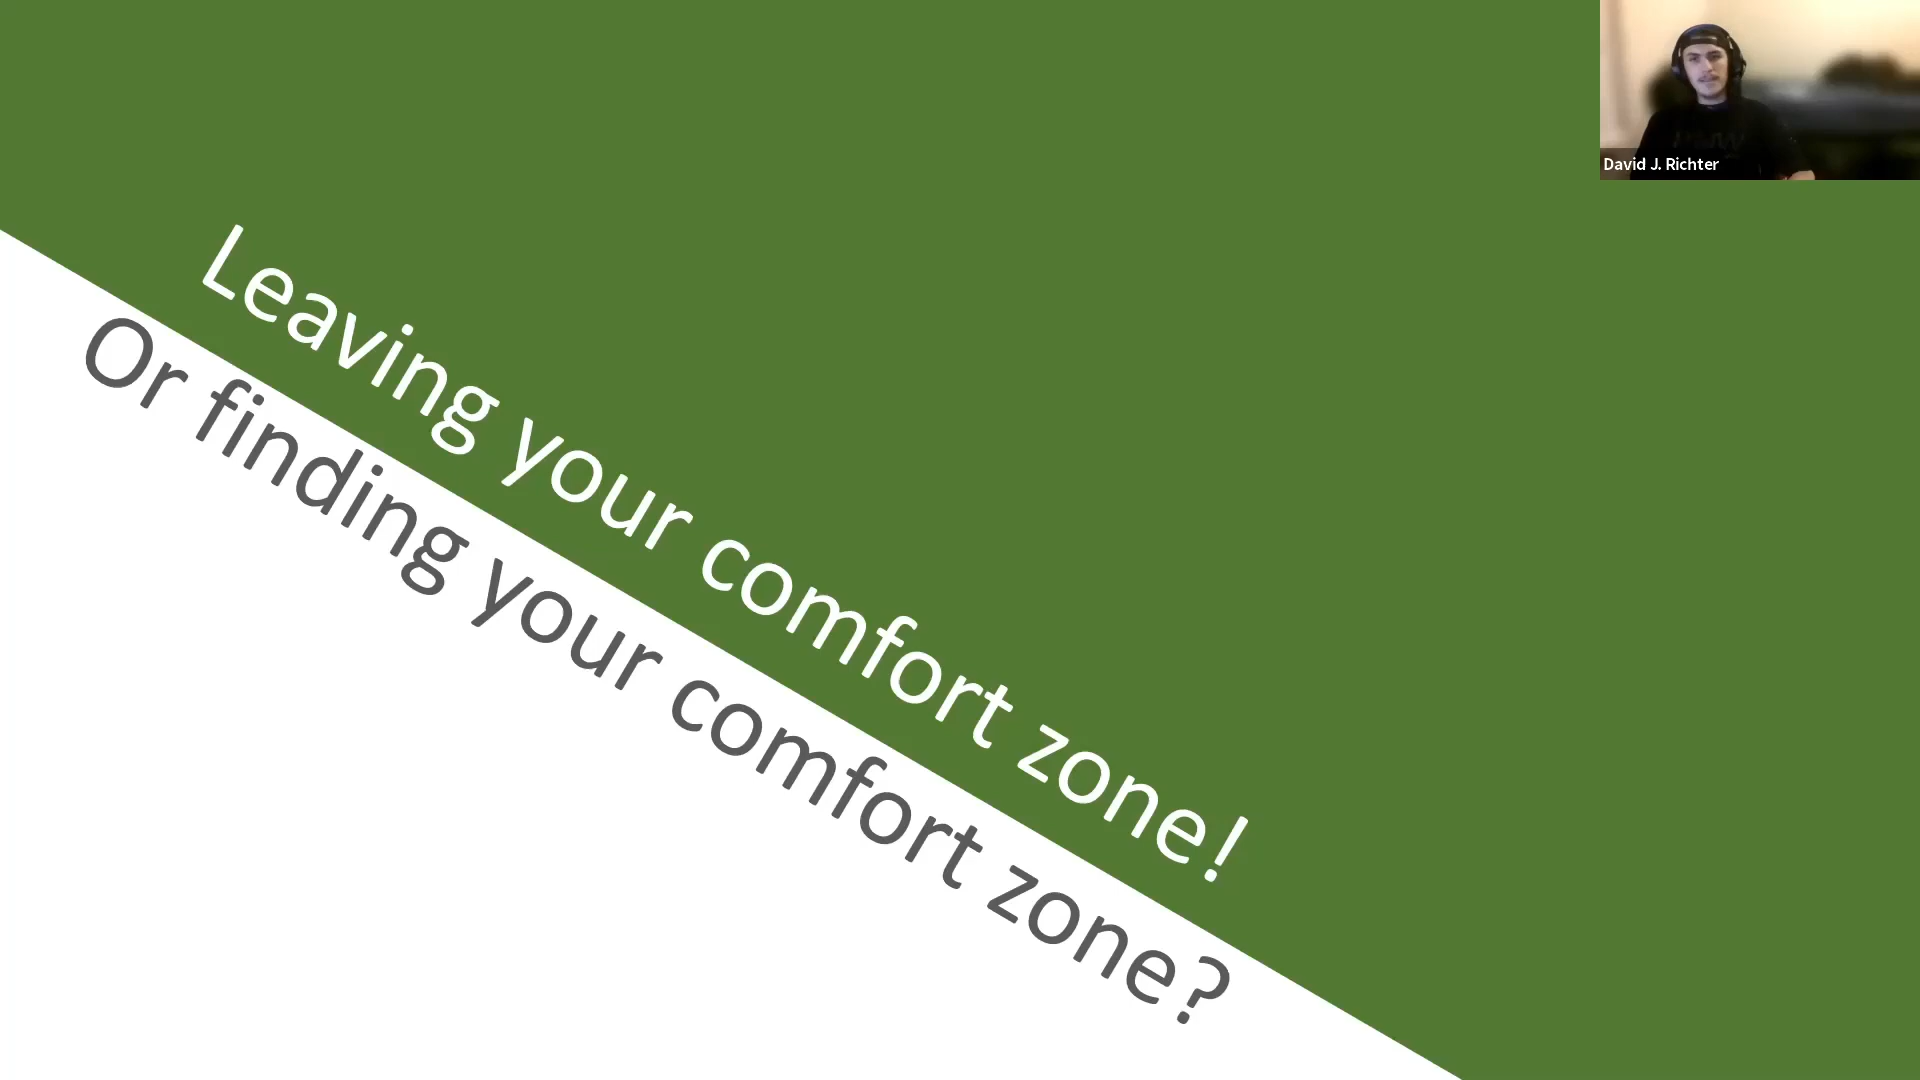 Leaving your comfort zone!
Or finding your comfort zone?
David J. Richter